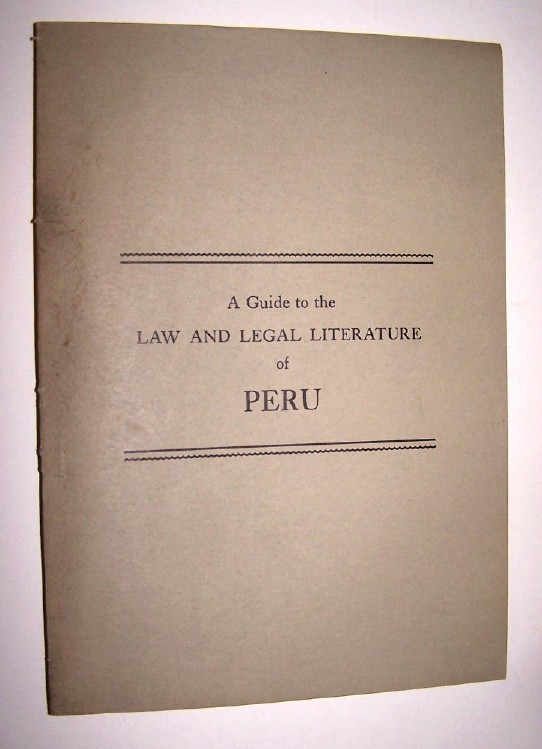 A Guide to the
LAW AND LEGAL LITERATURE
of
PERU